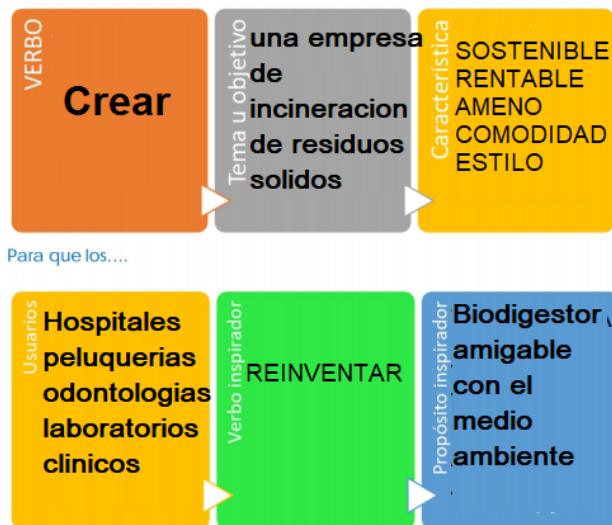 VERBO
Crear
Tema u objetivo
una empresa
de
incineracion
de residuos
solidos
Característica
SOSTENIBLE
RENTABLE
AMENO
COMODIDAD
ESTILO
Para que los....
Usuarios
Hospitales
peluquerias
odontologias
laboratorios
clinicos
Verbo inspirador
REINVENTAR
Propósito inspirador
Biodigestor
amigable
con el
medio
ambiente